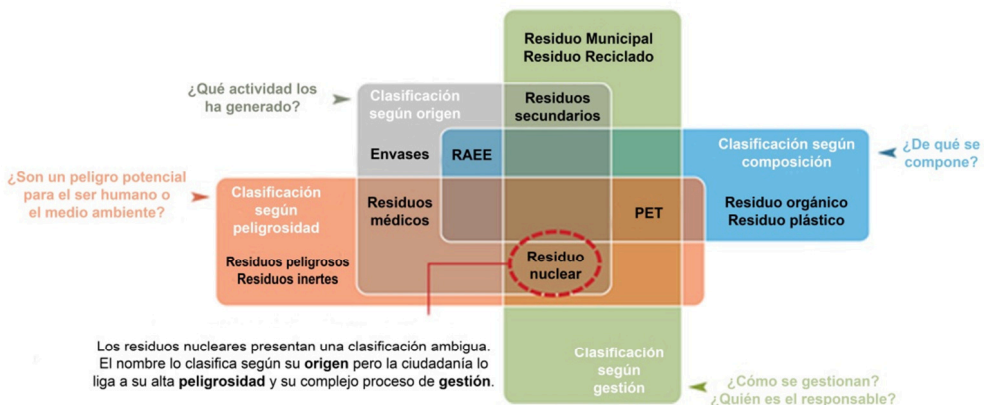 Residuo Municipal
Residuo Reciclado
¿Qué actividad los
ha generado?
Clasificación
según origen
Residuos
secundarios
Envases
RAEE
Clasificación según
composición
¿De qué se
compone?
¿Son un peligro potencial
para el ser humano o
el medio ambiente?
Clasificación
según
peligrosidad
Residuos
médicos
PET
Residuo orgánico
Residuo plástico
Residuos peligrosos
Residuos inertes
Residuo
nuclear
Los residuos nucleares presentan una clasificación ambigua.
El nombre lo clasifica según su origen pero la ciudadanía lo
liga a su alta peligrosidad y su complejo proceso de gestión.
Clasificación
según
gestión
¿Cómo se gestionan?
¿Quién es el responsable?